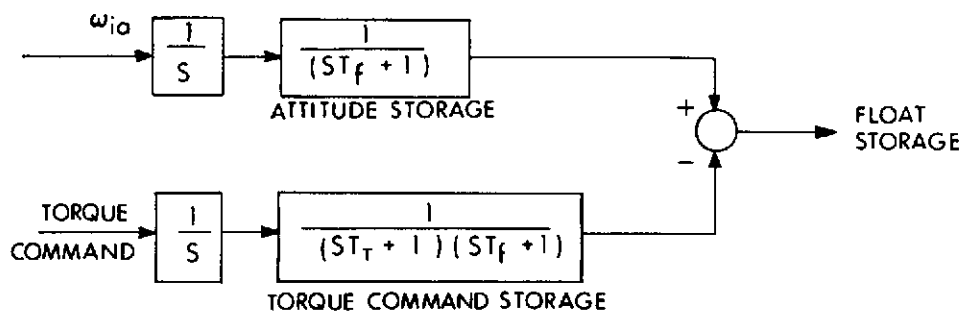 ω_ia
1
S
1
(ST_f + 1)
ATTITUDE STORAGE
+
−
FLOAT
STORAGE
TORQUE
COMMAND
1
S
1
(ST_T + 1) (ST_f + 1)
TORQUE COMMAND STORAGE